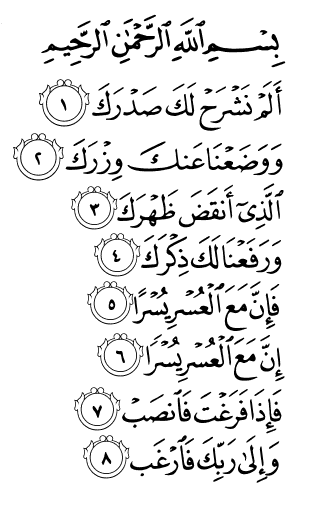 بِسْمِ ٱللَّهِ ٱلرَّحْمَٰنِ ٱلرَّحِيمِ
أَلَمْ نَشْرَحْ لَكَ صَدْرَكَ ١
وَوَضَعْنَا عَنكَ وِزْرَكَ ٢
ٱلَّذِىٓ أَنقَضَ ظَهْرَكَ ٣
وَرَفَعْنَا لَكَ ذِكْرَكَ ٤
فَإِنَّ مَعَ ٱلْعُسْرِ يُسْرًا ٥
إِنَّ مَعَ ٱلْعُسْرِ يُسْرًا ٦
فَإِذَا فَرَغْتَ فَٱنصَبْ ٧
وَإِلَىٰ رَبِّكَ فَٱرْغَب ٨